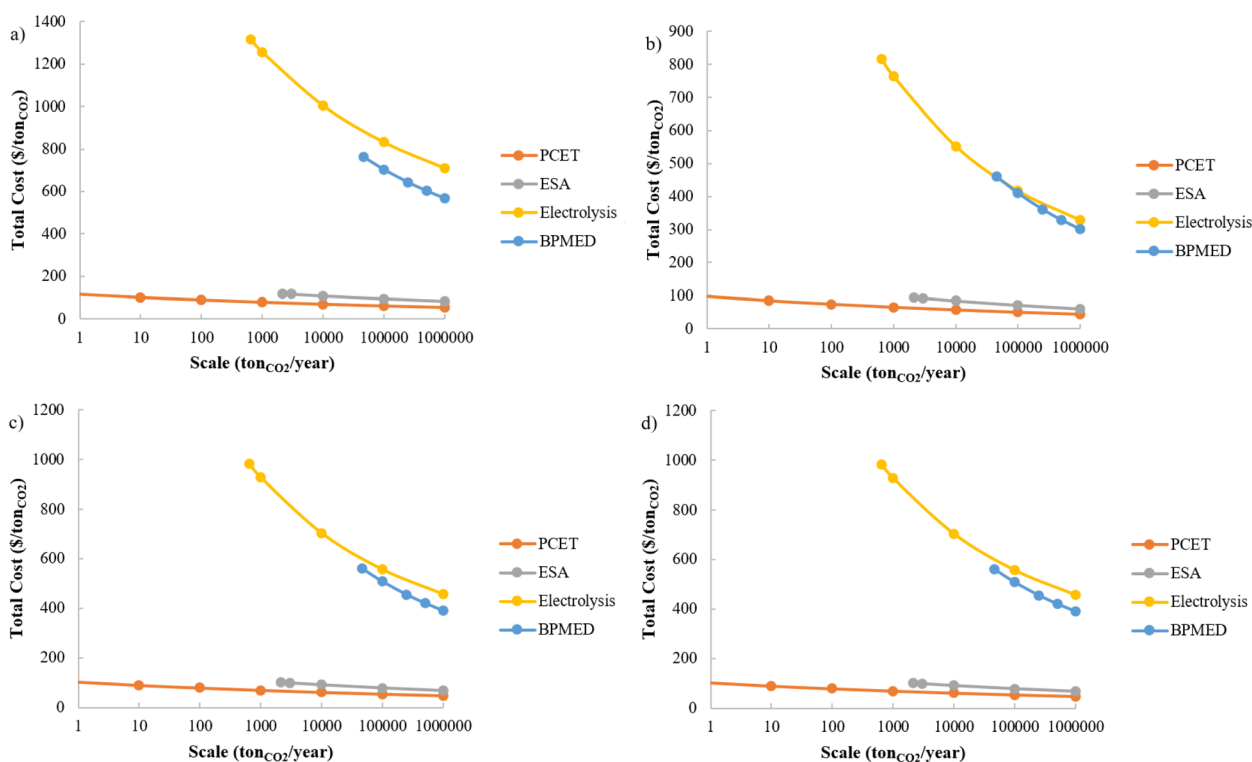 a)
Total Cost ($/tonCO2)
1400
1200
1000
800
600
400
200
0
1 10 100 1000 10000 100000 1000000
Scale (tonCO2/year)
PCET
ESA
Electrolysis
BPMED
b)
Total Cost ($/tonCO2)
900
800
700
600
500
400
300
200
100
0
1 10 100 1000 10000 100000 1000000
Scale (tonCO2/year)
PCET
ESA
Electrolysis
BPMED
c)
Total Cost ($/tonCO2)
1200
1000
800
600
400
200
0
1 10 100 1000 10000 100000 1000000
Scale (tonCO2/year)
PCET
ESA
Electrolysis
BPMED
d)
Total Cost ($/tonCO2)
1200
1000
800
600
400
200
0
1 10 100 1000 10000 100000 1000000
Scale (tonCO2/year)
PCET
ESA
Electrolysis
BPMED